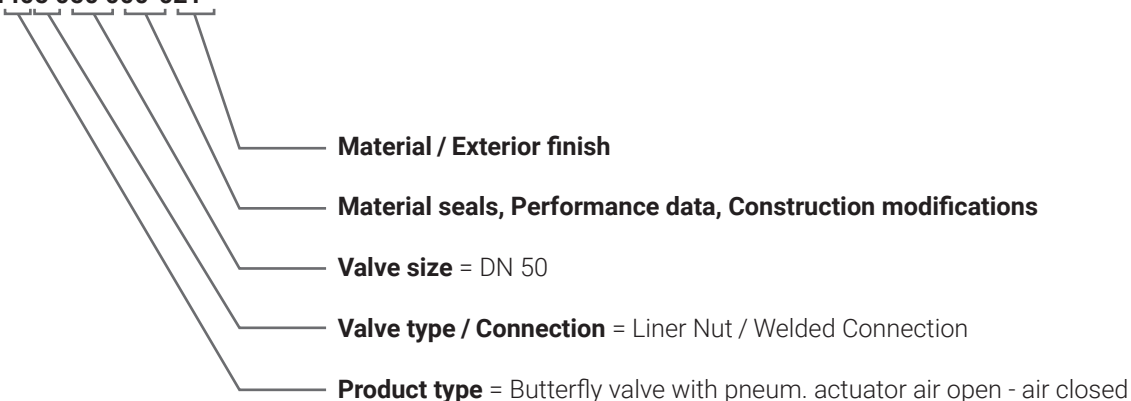 Material / Exterior finish
Material seals, Performance data, Construction modifications
Valve size = DN 50
Valve type / Connection = Liner Nut / Welded Connection
Product type = Butterfly valve with pneum. actuator air open - air closed